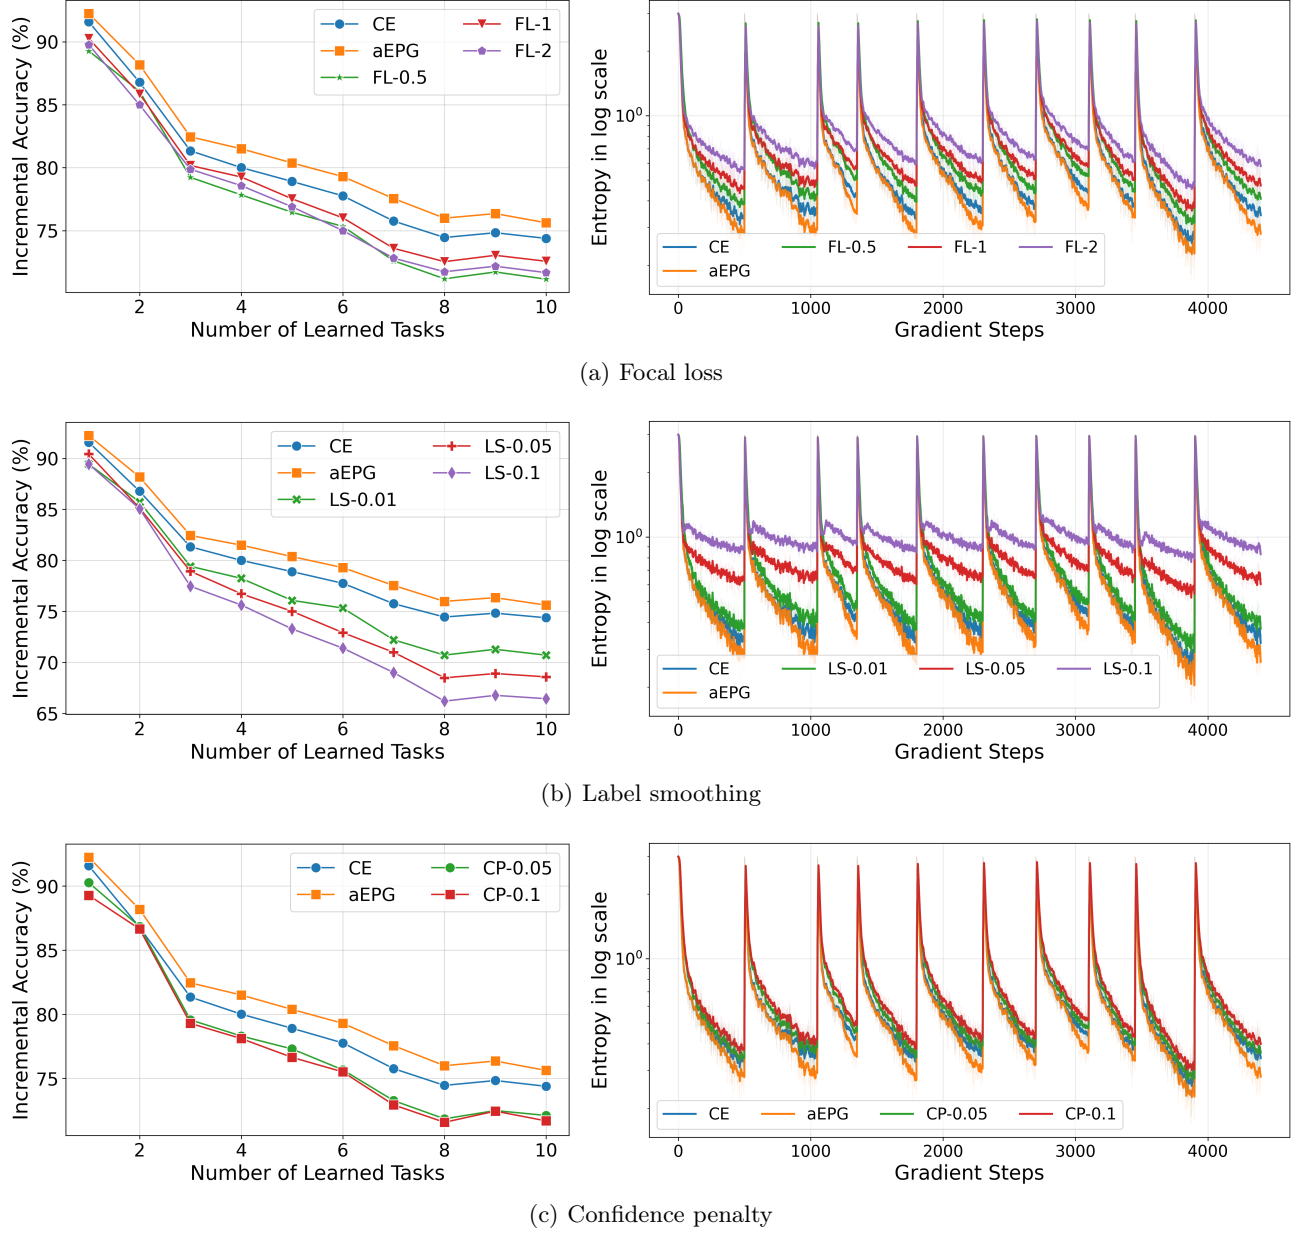 Incremental Accuracy (%)
90
85
80
75
2
4
6
8
10
Number of Learned Tasks
CE
aEPG
FL-0.5
FL-1
FL-2
Entropy in log scale
10⁰
0
1000
2000
3000
4000
Gradient Steps
CE
aEPG
FL-0.5
FL-1
FL-2
(a) Focal loss
Incremental Accuracy (%)
90
85
80
75
70
65
2
4
6
8
10
Number of Learned Tasks
CE
aEPG
LS-0.01
LS-0.05
LS-0.1
Entropy in log scale
10⁰
0
1000
2000
3000
4000
Gradient Steps
CE
aEPG
LS-0.01
LS-0.05
LS-0.1
(b) Label smoothing
Incremental Accuracy (%)
90
85
80
75
2
4
6
8
10
Number of Learned Tasks
CE
aEPG
CP-0.05
CP-0.1
Entropy in log scale
10⁰
0
1000
2000
3000
4000
Gradient Steps
CE
aEPG
CP-0.05
CP-0.1
(c) Confidence penalty